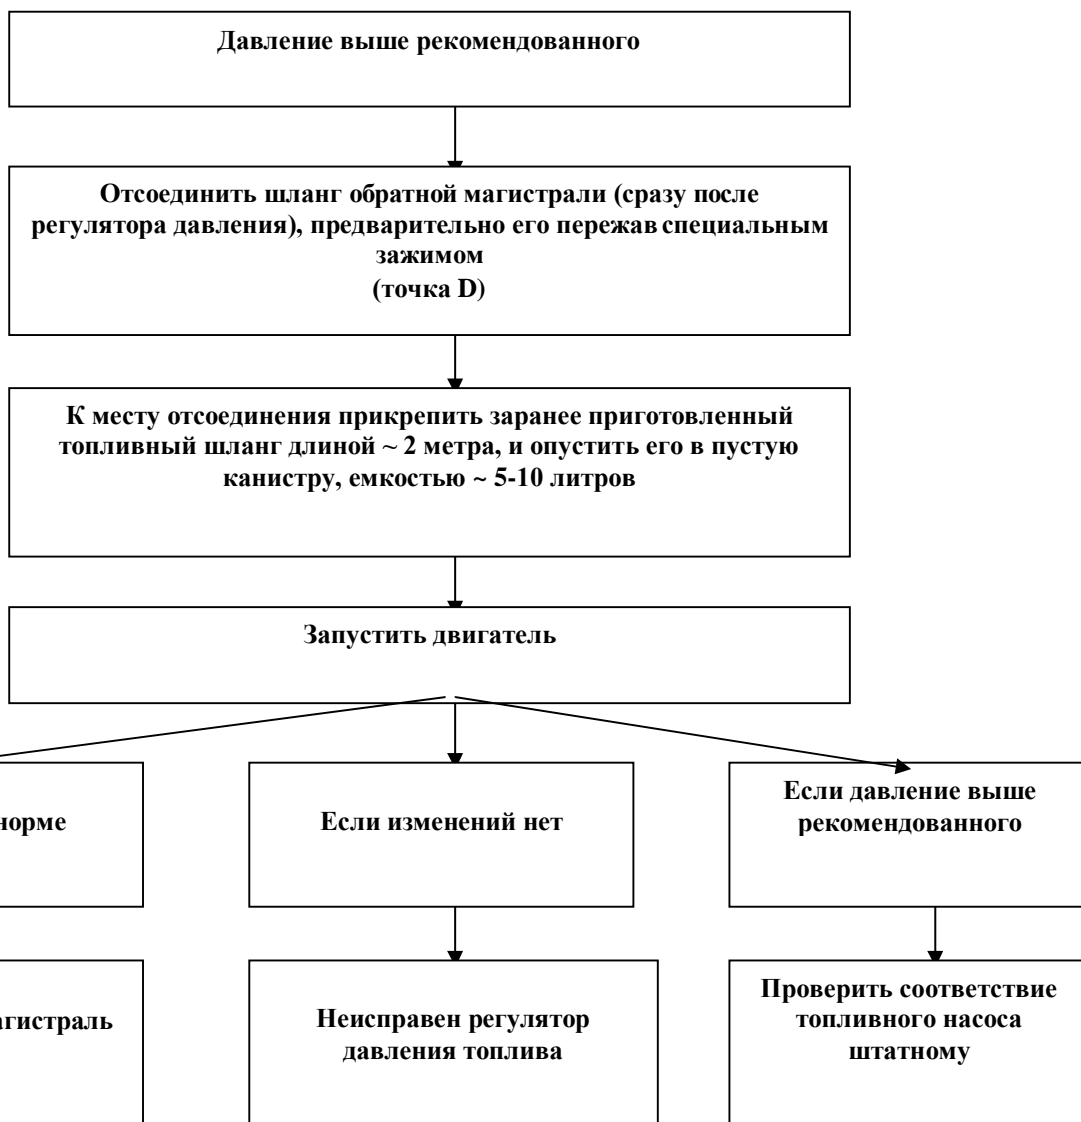 Давление выше рекомендованного
Отсоединить шланг обратной магистрали (сразу после
регулятора давления), предварительно его пережав специальным
зажимом
(точка D)
К месту отсоединения прикрепить заранее приготовленный
топливный шланг длиной ~ 2 метра, и опустить его в пустую
канистру, емкостью ~ 5-10 литров
Запустить двигатель
норме
Если изменений нет
Если давление выше
рекомендованного
агистраль
Неисправен регулятор
давления топлива
Проверить соответствие
топливного насоса
штатному